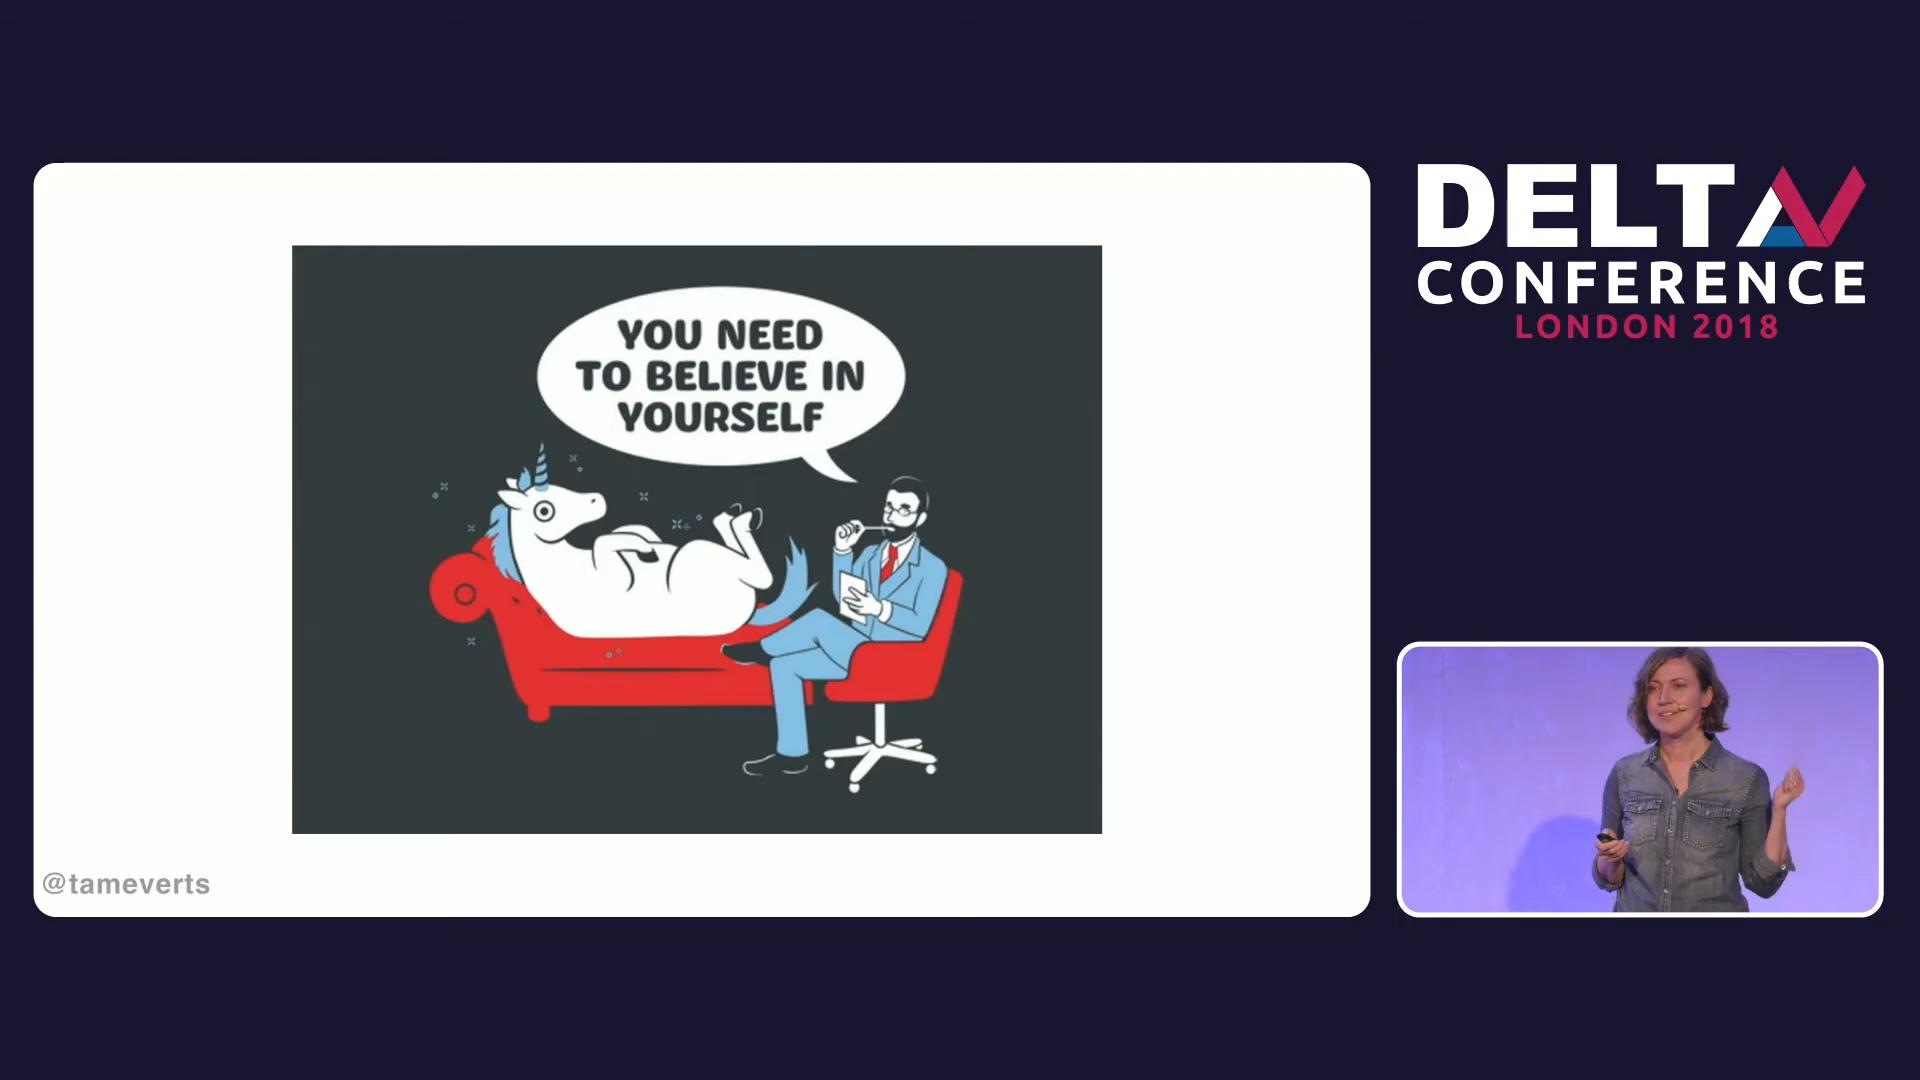 YOU NEED
TO BELIEVE IN
YOURSELF
@tameverts
DELTA V
CONFERENCE
LONDON 2018